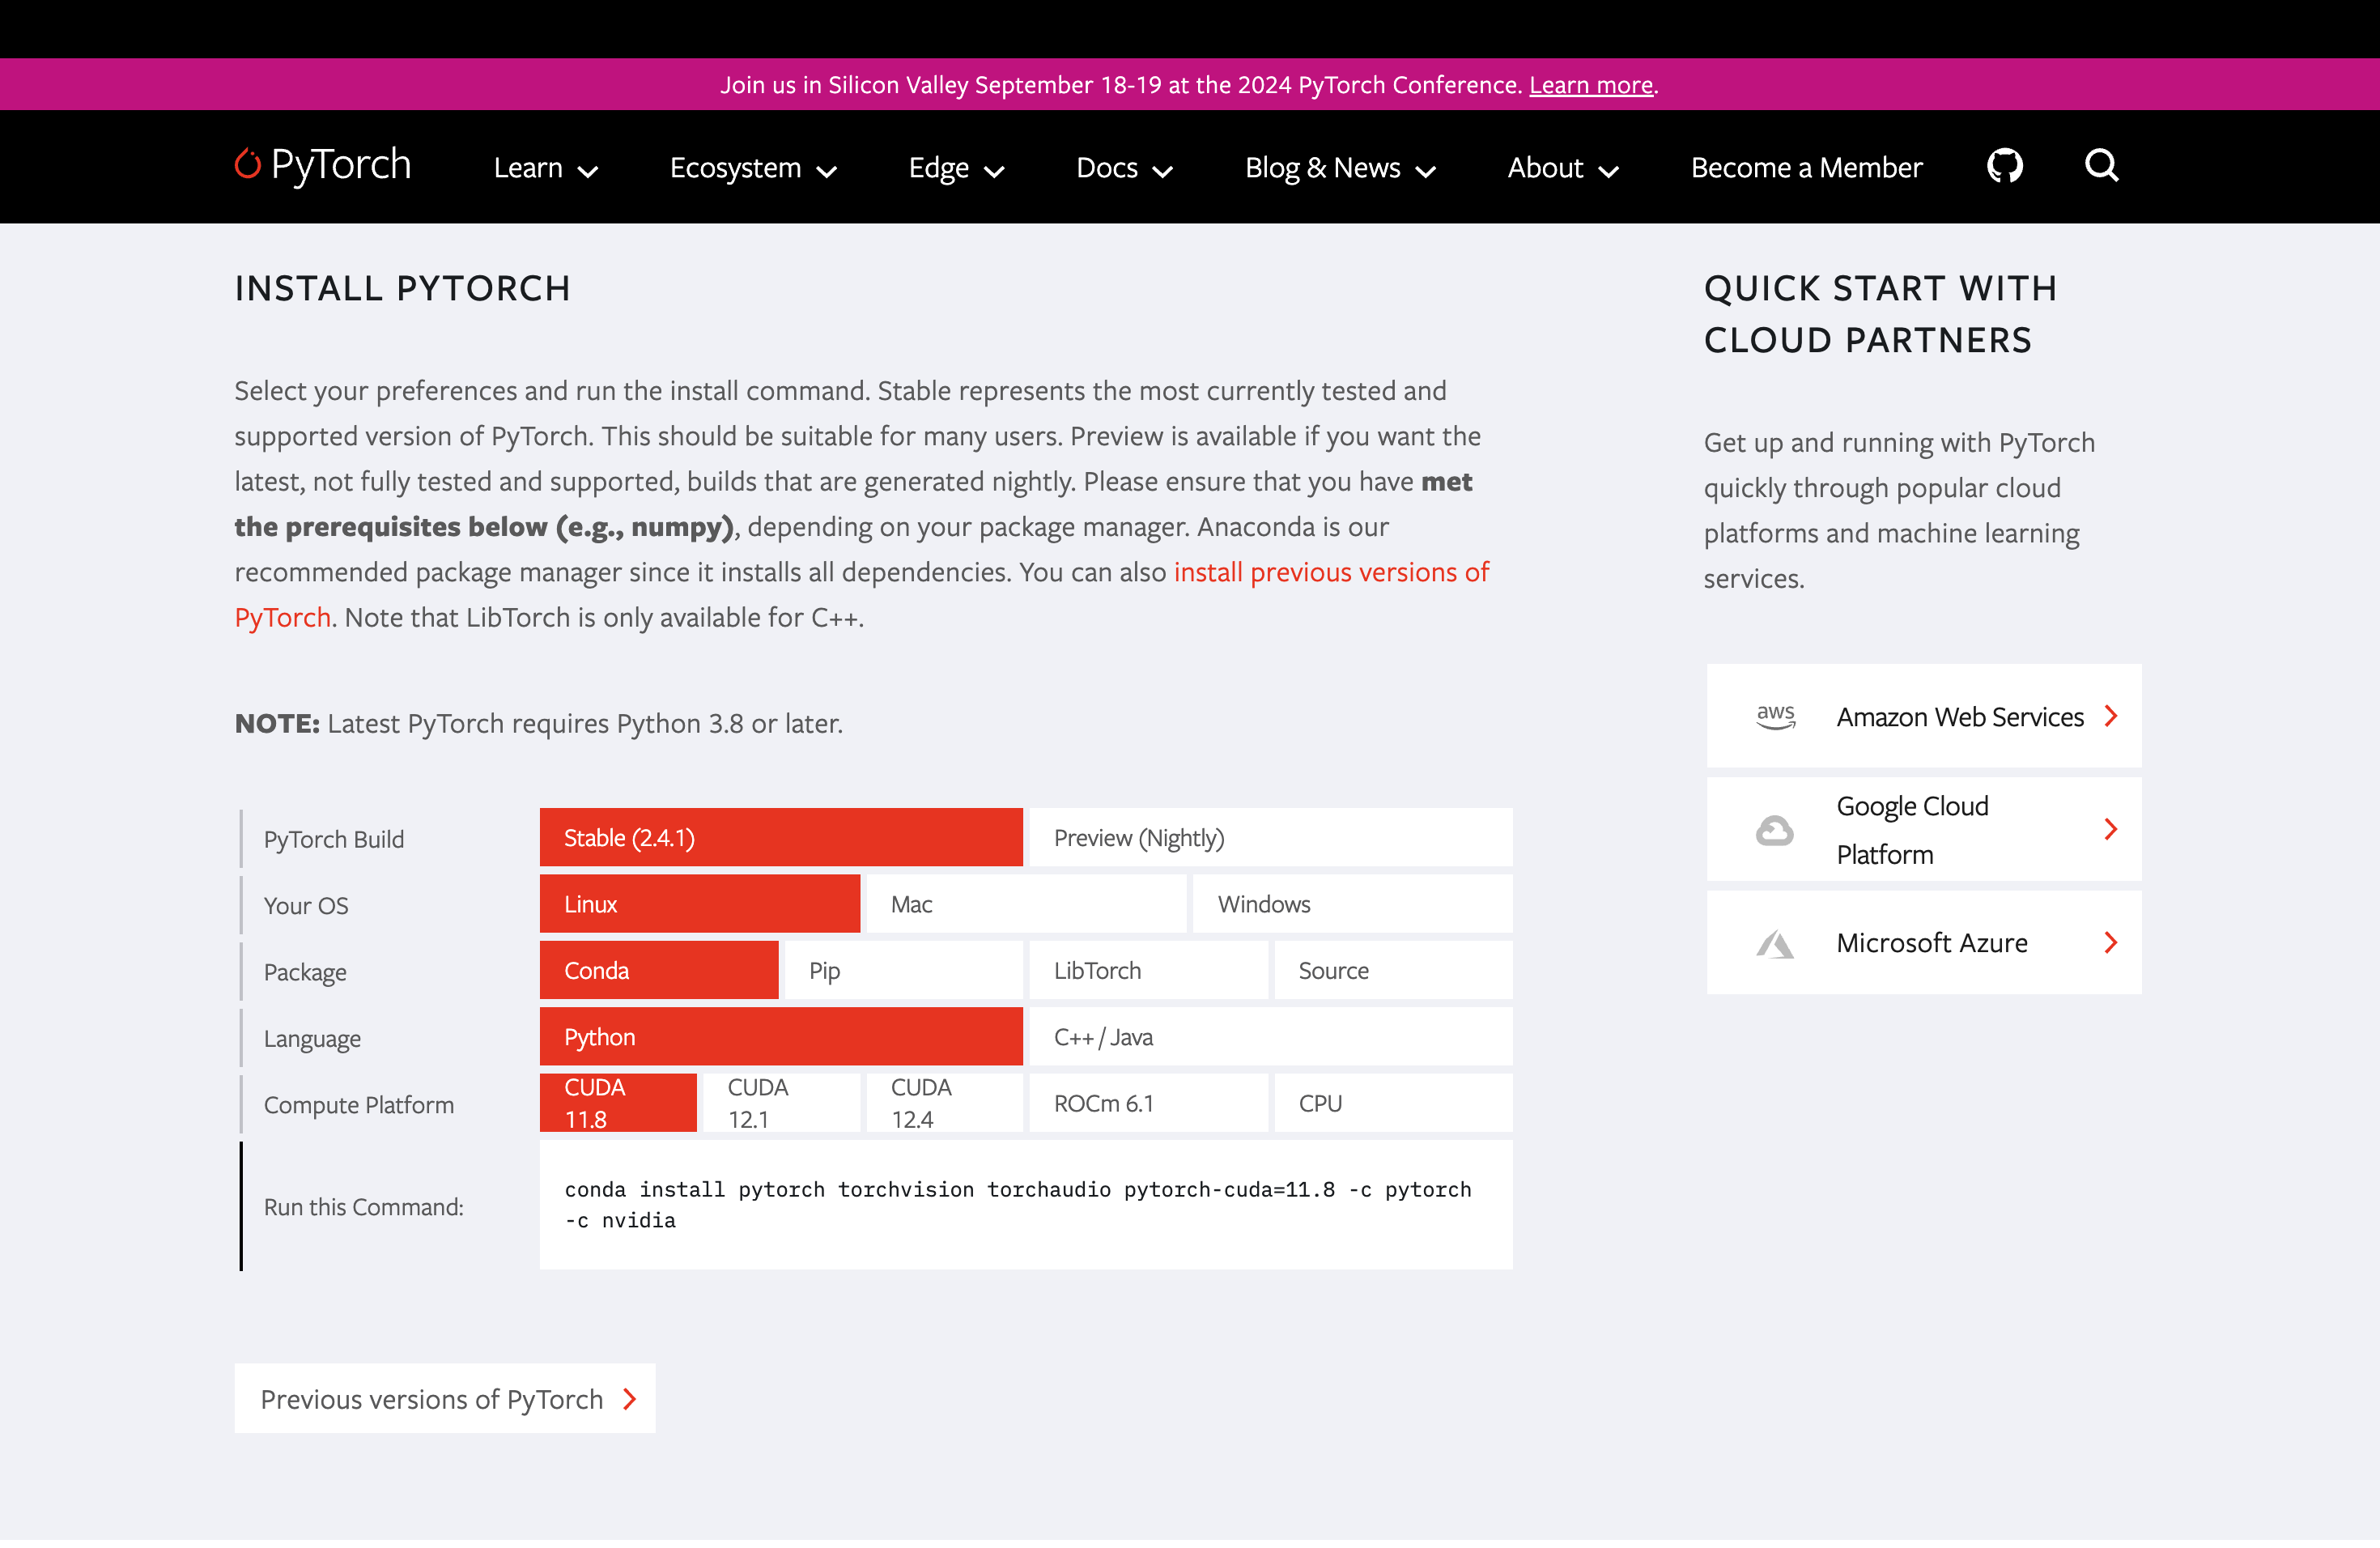 Join us in Silicon Valley September 18-19 at the 2024 PyTorch Conference. Learn more.
PyTorch
Learn
Ecosystem
Edge
Docs
Blog & News
About
Become a Member
INSTALL PYTORCH
Select your preferences and run the install command. Stable represents the most currently tested and
supported version of PyTorch. This should be suitable for many users. Preview is available if you want the
latest, not fully tested and supported, builds that are generated nightly. Please ensure that you have met
the prerequisites below (e.g., numpy), depending on your package manager. Anaconda is our
recommended package manager since it installs all dependencies. You can also install previous versions of
PyTorch. Note that LibTorch is only available for C++.
NOTE: Latest PyTorch requires Python 3.8 or later.
PyTorch Build
Stable (2.4.1)
Preview (Nightly)
Your OS
Linux
Mac
Windows
Package
Conda
Pip
LibTorch
Source
Language
Python
C++ / Java
Compute Platform
CUDA
11.8
CUDA
12.1
CUDA
12.4
ROCm 6.1
CPU
Run this Command:
conda install pytorch torchvision torchaudio pytorch-cuda=11.8 -c pytorch
-c nvidia
Previous versions of PyTorch
QUICK START WITH
CLOUD PARTNERS
Get up and running with PyTorch
quickly through popular cloud
platforms and machine learning
services.
aws
Amazon Web Services
Google Cloud
Platform
Microsoft Azure